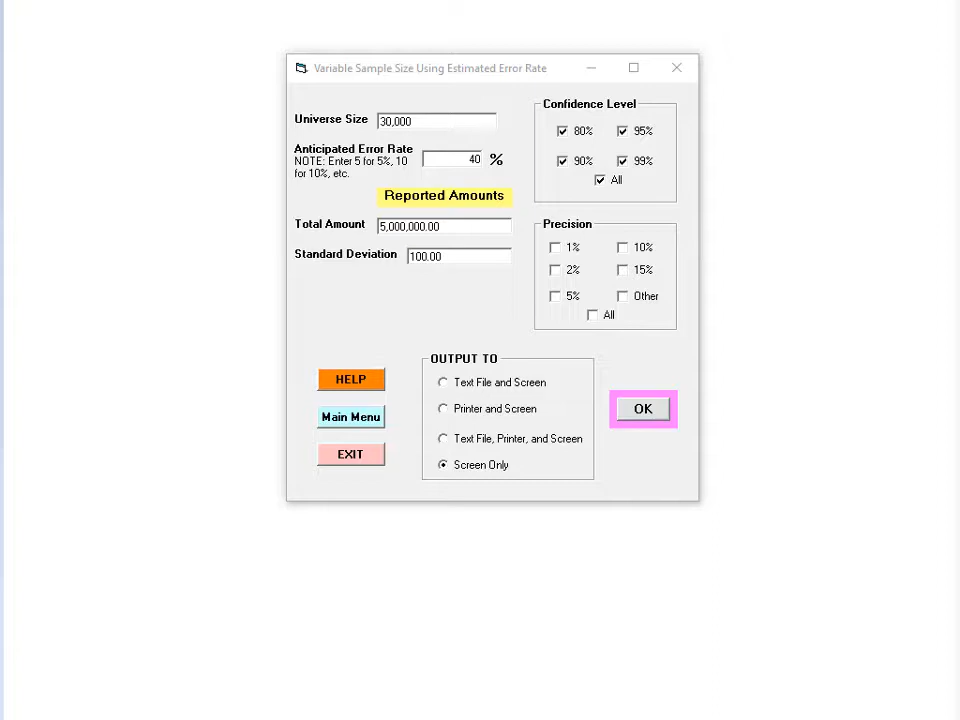 Variable Sample Size Using Estimated Error Rate
Universe Size 30,000
Anticipated Error Rate
NOTE: Enter 5 for 5%, 10
for 10%, etc.
40 %
Reported Amounts
Total Amount 5,000,000.00
Standard Deviation 100.00
Confidence Level
80% 95%
90% 99%
All
Precision
1% 10%
2% 15%
5% Other
All
HELP
Main Menu
EXIT
OUTPUT TO
Text File and Screen
Printer and Screen
Text File, Printer, and Screen
Screen Only
OK